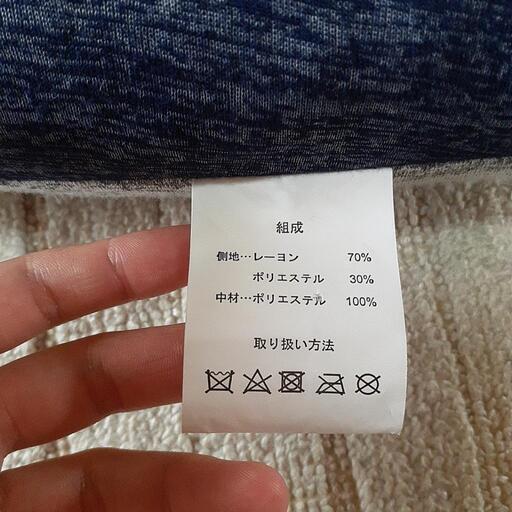 組成
側地…レーヨン 70%
ポリエステル 30%
中材…ポリエステル 100%
取り扱い方法